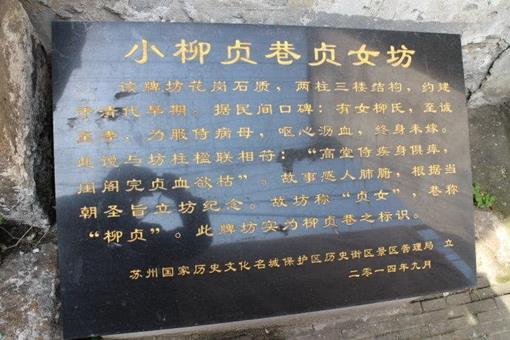 小柳贞巷贞女坊
该牌坊花岗石质，两柱三楼结构，约建
于清代早期。据民间口碑：有女柳氏，至诚
至孝，为服侍病母，呕心沥血，终身未嫁。
此说与坊柱楹联相符：“高堂侍疾身俱瘁，
闺阁完贞血欲枯”。故事感人肺腑，根据当
朝圣旨立坊纪念。故坊称“贞女”，巷称
“柳贞”。此牌坊实为柳贞巷之标识。
苏州国家历史文化名城保护区历史街区景区管理局 立
二零一四年九月